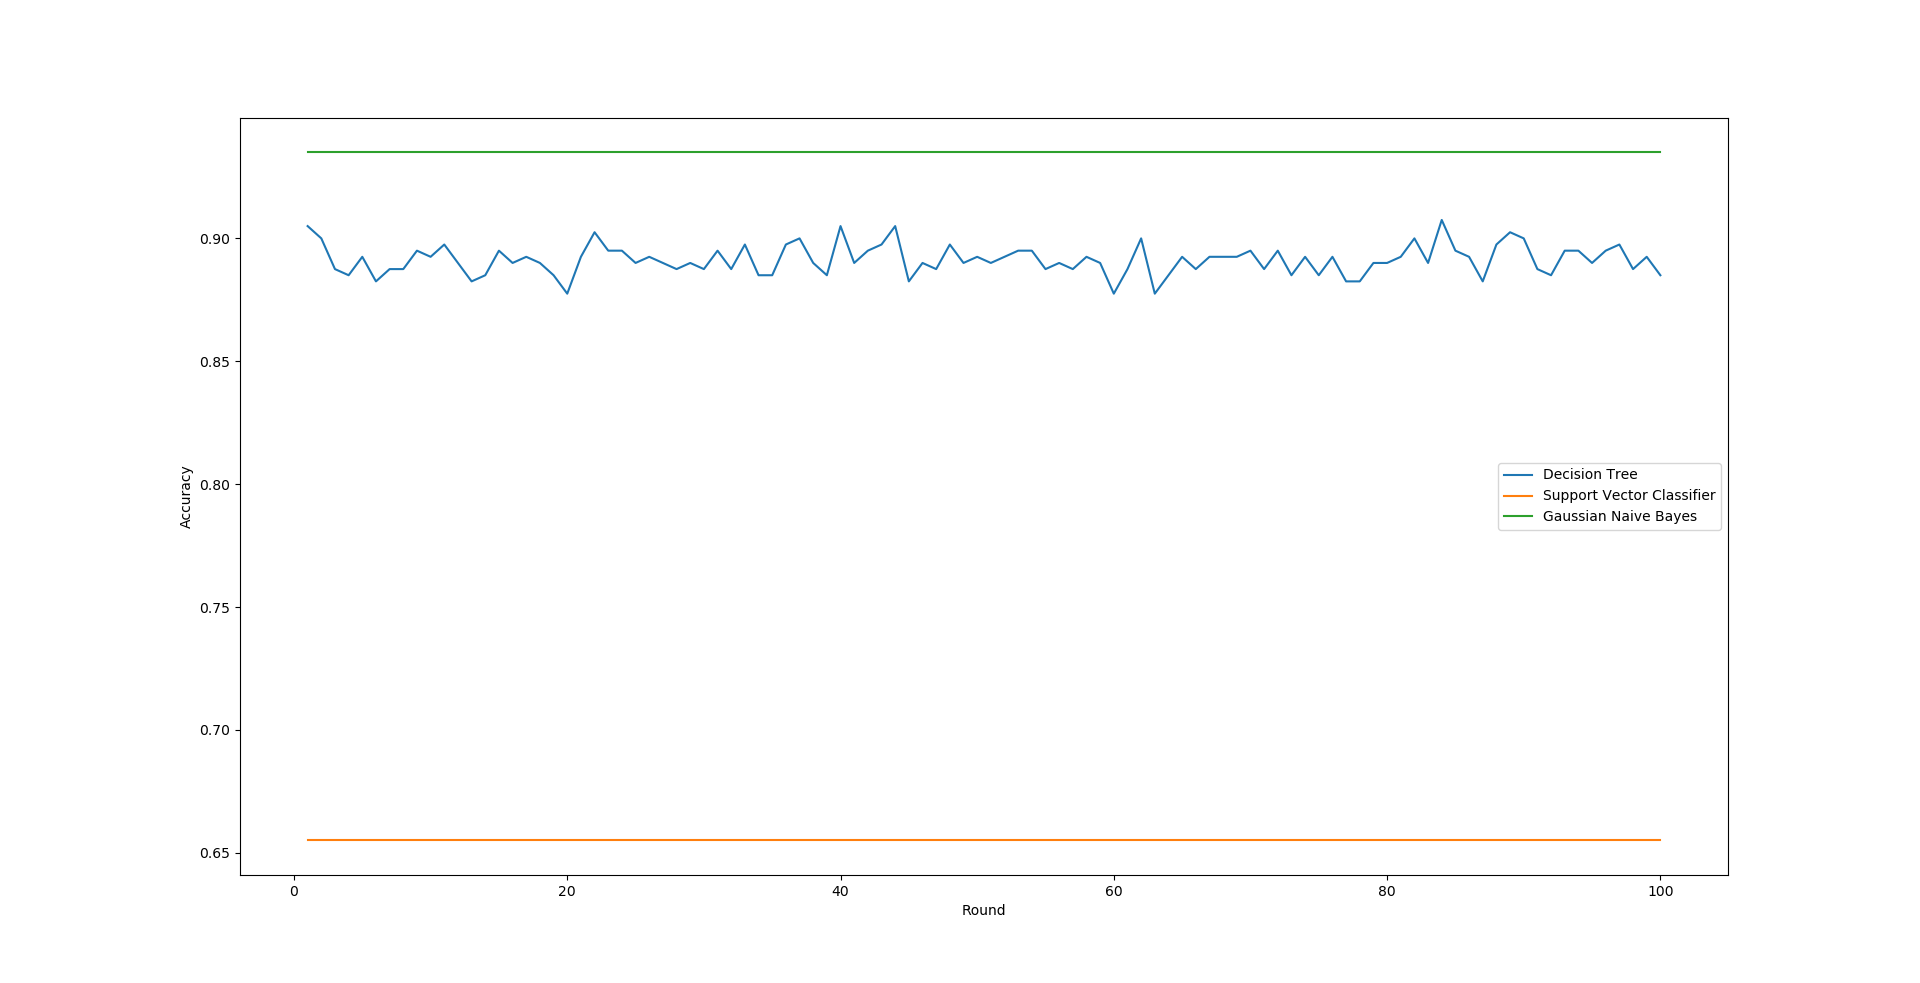 0.90
0.85
0.80
0.75
0.70
0.65
Accuracy
Decision Tree
Support Vector Classifier
Gaussian Naive Bayes
0 20 40 60 80 100
Round